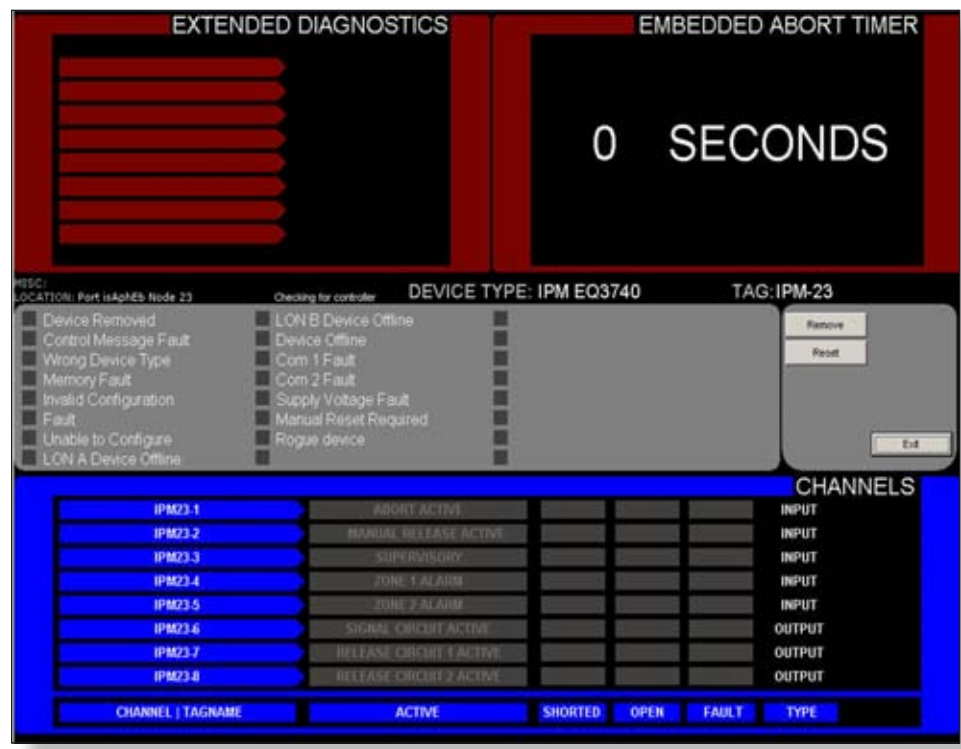 EXTENDED DIAGNOSTICS
EMBEDDED ABORT TIMER
0 SECONDS
MISC:
LOCATION: Port isAphEb Node 23
Checking for controller
DEVICE TYPE: IPM EQ3740
TAG:IPM-23
Device Removed
Control Message Fault
Wrong Device Type
Memory Fault
Invalid Configuration
Fault
Unable to Configure
LON A Device Offline
LON B Device Offline
Device Offline
Com 1 Fault
Com 2 Fault
Supply Voltage Fault
Manual Reset Required
Rogue device
Remove
Reset
Exit
CHANNELS
IPM23-1 ABORT ACTIVE INPUT
IPM23-2 MANUAL RELEASE ACTIVE INPUT
IPM23-3 SUPERVISORY INPUT
IPM23-4 ZONE 1 ALARM INPUT
IPM23-5 ZONE 2 ALARM INPUT
IPM23-6 SIGNAL CIRCUIT ACTIVE OUTPUT
IPM23-7 RELEASE CIRCUIT 1 ACTIVE OUTPUT
IPM23-8 RELEASE CIRCUIT 2 ACTIVE OUTPUT
CHANNEL | TAGNAME ACTIVE SHORTED OPEN FAULT TYPE